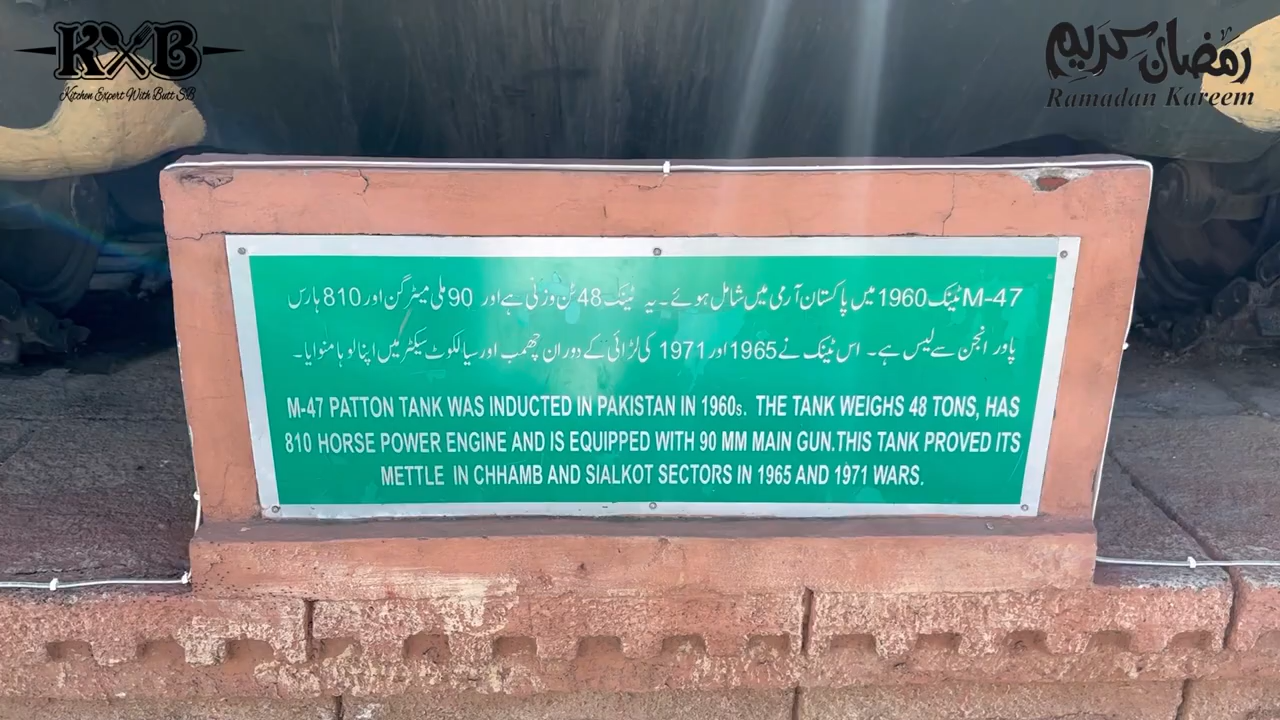 KXB
Kitchen Expert With Butt SB
رمضان كريم
Ramadan Kareem
M-47 ٹینک 1960 میں پاکستان آرمی میں شامل ہوئے۔ یہ ٹینک 48 ٹن وزنی ہے اور 90 ملی میٹر گن اور 810 ہارس
پاور انجن سے لیس ہے۔ اس ٹینک نے 1965 اور 1971 کی لڑائی کے دوران چھمب اور سیالکوٹ سیکٹر میں اپنا لوہا منوایا۔
M-47 PATTON TANK WAS INDUCTED IN PAKISTAN IN 1960s. THE TANK WEIGHS 48 TONS, HAS
810 HORSE POWER ENGINE AND IS EQUIPPED WITH 90 MM MAIN GUN.THIS TANK PROVED ITS
METTLE IN CHHAMB AND SIALKOT SECTORS IN 1965 AND 1971 WARS.